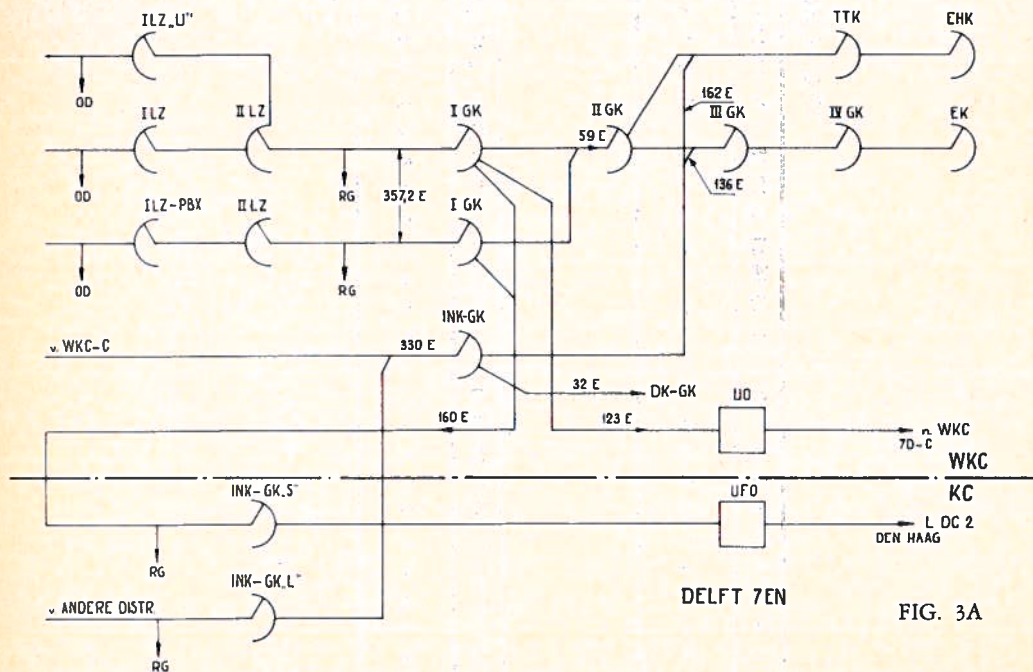 ILZ„U"
TTK
EHK
OD
162 E
I LZ
II LZ
I GK
II GK
III GK
IV GK
EK
59 E
136 E
OD
RG
357,2 E
ILZ-PBX
II LZ
I GK
OD
RG
INK-GK
v. WKC-C
330 E
32 E
DK-GK
UO
160 E
123 E
n. WKC
7D-C
WKC
KC
INK-GK„S"
UFO
L DC 2
DEN HAAG
RG
INK-GK„L"
v ANDERE DISTR.
DELFT 7EN
FIG. 3A
RG